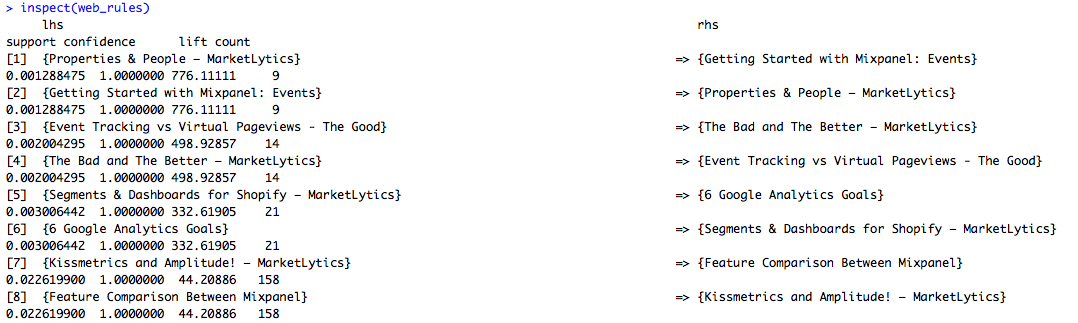 > inspect(web_rules)
lhs rhs
support confidence lift count
[1] {Properties & People – MarketLytics} => {Getting Started with Mixpanel: Events}
0.001288475 1.0000000 776.11111 9
[2] {Getting Started with Mixpanel: Events} => {Properties & People – MarketLytics}
0.001288475 1.0000000 776.11111 9
[3] {Event Tracking vs Virtual Pageviews - The Good} => {The Bad and The Better – MarketLytics}
0.002004295 1.0000000 498.92857 14
[4] {The Bad and The Better – MarketLytics} => {Event Tracking vs Virtual Pageviews - The Good}
0.002004295 1.0000000 498.92857 14
[5] {Segments & Dashboards for Shopify – MarketLytics} => {6 Google Analytics Goals}
0.003006442 1.0000000 332.61905 21
[6] {6 Google Analytics Goals} => {Segments & Dashboards for Shopify – MarketLytics}
0.003006442 1.0000000 332.61905 21
[7] {Kissmetrics and Amplitude! – MarketLytics} => {Feature Comparison Between Mixpanel}
0.022619900 1.0000000 44.20886 158
[8] {Feature Comparison Between Mixpanel} => {Kissmetrics and Amplitude! – MarketLytics}
0.022619900 1.0000000 44.20886 158